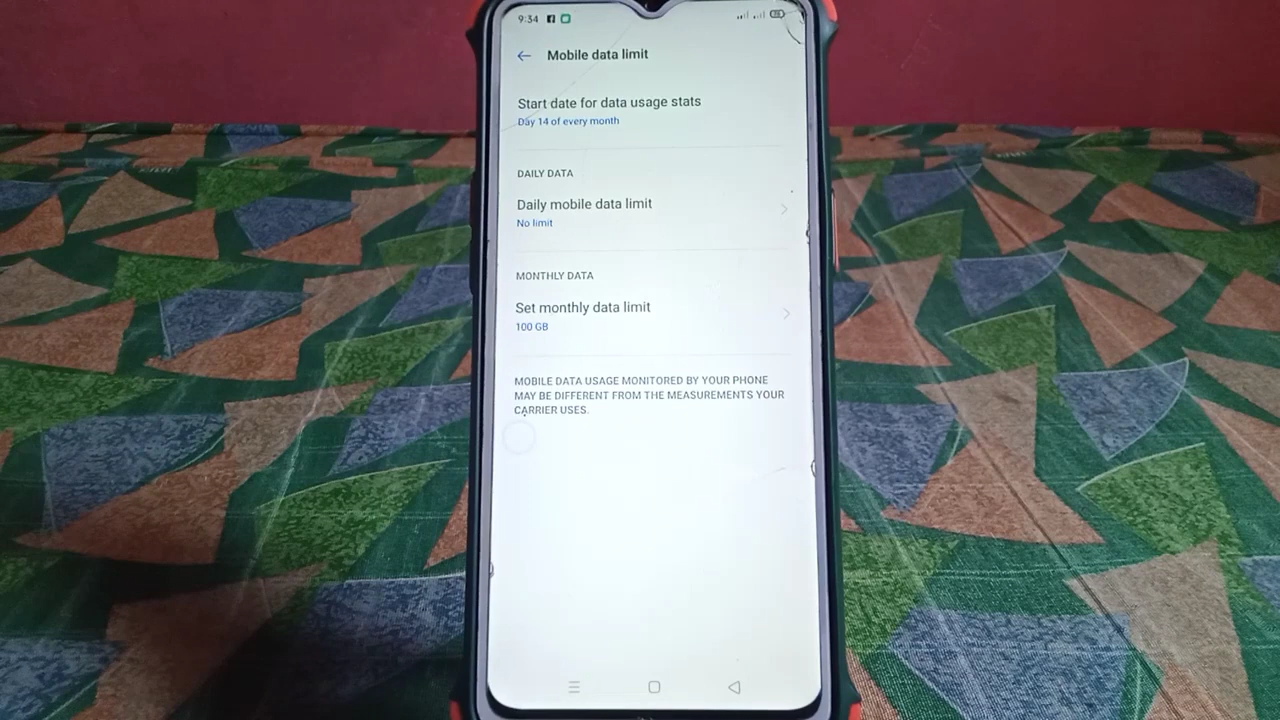 9:34
Mobile data limit
Start date for data usage stats
Day 14 of every month
DAILY DATA
Daily mobile data limit
No limit
MONTHLY DATA
Set monthly data limit
100 GB
MOBILE DATA USAGE MONITORED BY YOUR PHONE
MAY BE DIFFERENT FROM THE MEASUREMENTS YOUR
CARRIER USES.